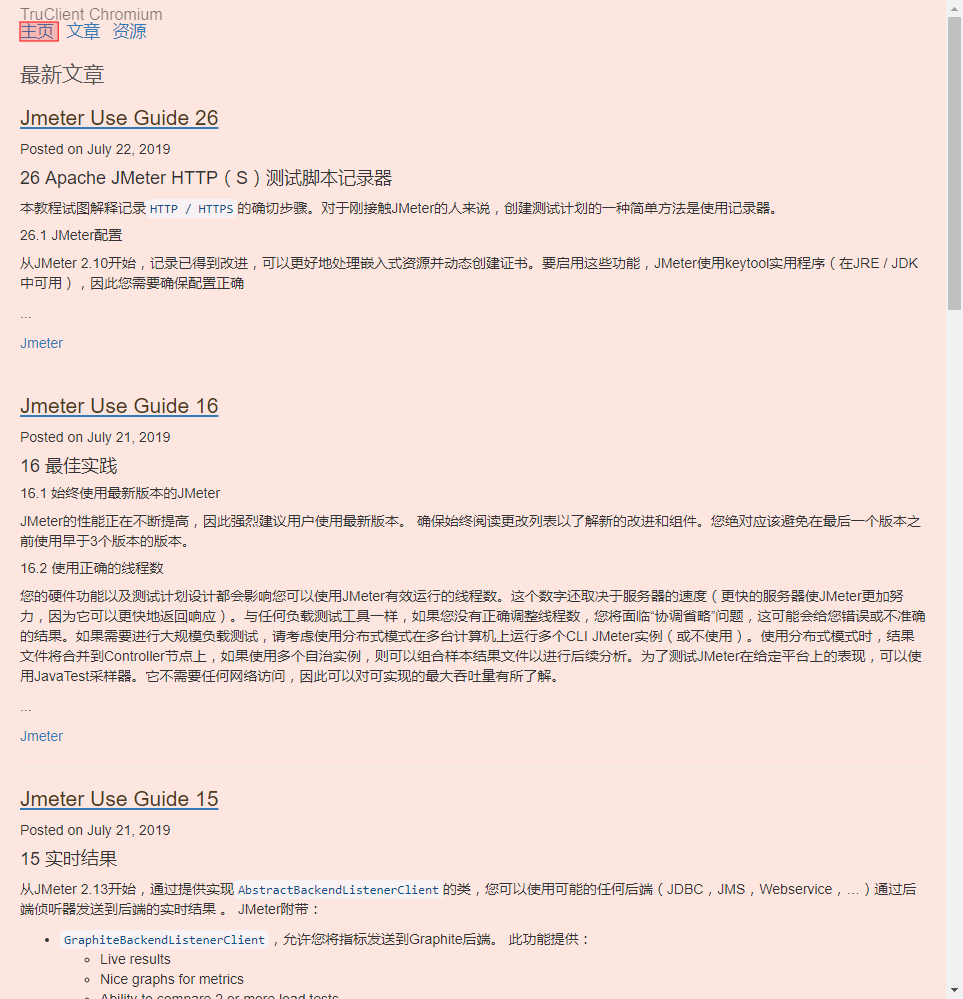 TruClient Chromium
主页 文章 资源
最新文章
Jmeter Use Guide 26
Posted on July 22, 2019
26 Apache JMeter HTTP（S）测试脚本记录器
本教程试图解释记录 HTTP / HTTPS 的确切步骤。对于刚接触JMeter的人来说，创建测试计划的一种简单方法是使用记录器。
26.1 JMeter配置
从JMeter 2.10开始，记录已得到改进，可以更好地处理嵌入式资源并动态创建证书。要启用这些功能，JMeter使用keytool实用程序（在JRE / JDK
中可用），因此您需要确保配置正确
...
Jmeter
Jmeter Use Guide 16
Posted on July 21, 2019
16 最佳实践
16.1 始终使用最新版本的JMeter
JMeter的性能正在不断提高，因此强烈建议用户使用最新版本。 确保始终阅读更改列表以了解新的改进和组件。您绝对应该避免在最后一个版本之
前使用早于3个版本的版本。
16.2 使用正确的线程数
您的硬件功能以及测试计划设计都会影响您可以使用JMeter有效运行的线程数。这个数字还取决于服务器的速度（更快的服务器使JMeter更加努
力，因为它可以更快地返回响应）。与任何负载测试工具一样，如果您没有正确调整线程数，您将面临“协调省略”问题，这可能会给您错误或不准确
的结果。如果需要进行大规模负载测试，请考虑使用分布式模式在多台计算机上运行多个CLI JMeter实例（或不使用）。使用分布式模式时，结果
文件将合并到Controller节点上，如果使用多个自治实例，则可以组合样本结果文件以进行后续分析。为了测试JMeter在给定平台上的表现，可以使
用JavaTest采样器。它不需要任何网络访问，因此可以对可实现的最大吞吐量有所了解。
...
Jmeter
Jmeter Use Guide 15
Posted on July 21, 2019
15 实时结果
从JMeter 2.13开始，通过提供实现 AbstractBackendListenerClient 的类，您可以使用可能的任何后端（JDBC，JMS，Webservice，…）通过后
端侦听器发送到后端的实时结果 。 JMeter附带：
• GraphiteBackendListenerClient ，允许您将指标发送到Graphite后端。 此功能提供：
◦ Live results
◦ Nice graphs for metrics
◦ Ability to compare 2 or more load tests